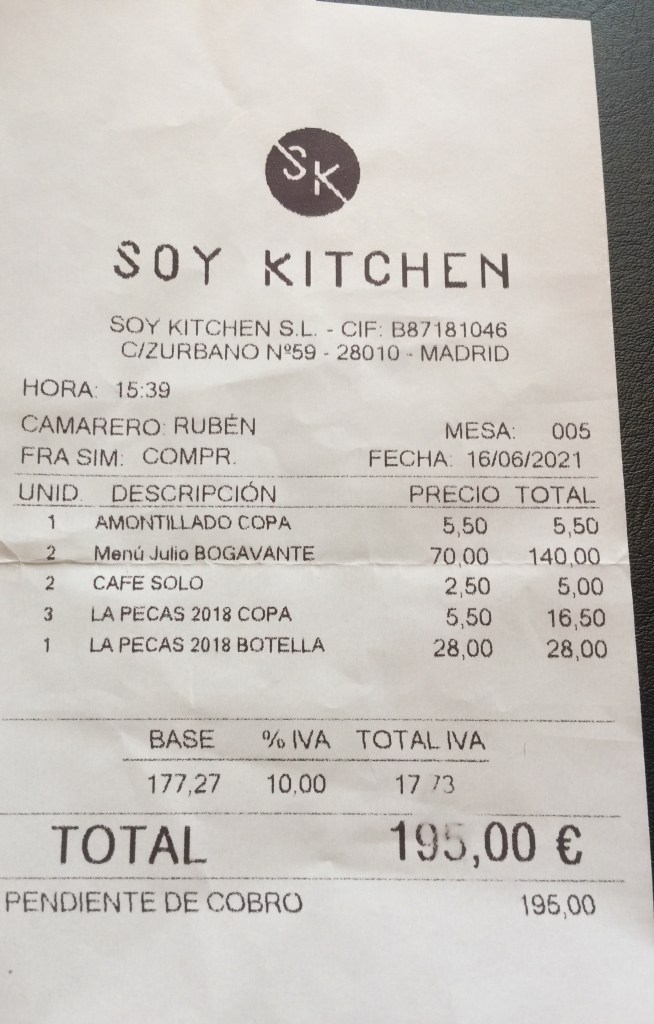 SK
SOY KITCHEN
SOY KITCHEN S.L. - CIF: B87181046
C/ZURBANO Nº59 - 28010 - MADRID
HORA: 15:39
CAMARERO: RUBÉN MESA: 005
FRA SIM: COMPR. FECHA: 16/06/2021
UNID. DESCRIPCIÓN PRECIO TOTAL
1 AMONTILLADO COPA 5,50 5,50
2 Menú Julio BOGAVANTE 70,00 140,00
2 CAFE SOLO 2,50 5,00
3 LA PECAS 2018 COPA 5,50 16,50
1 LA PECAS 2018 BOTELLA 28,00 28,00
BASE % IVA TOTAL IVA
177,27 10,00 17,73
TOTAL 195,00 €
PENDIENTE DE COBRO 195,00